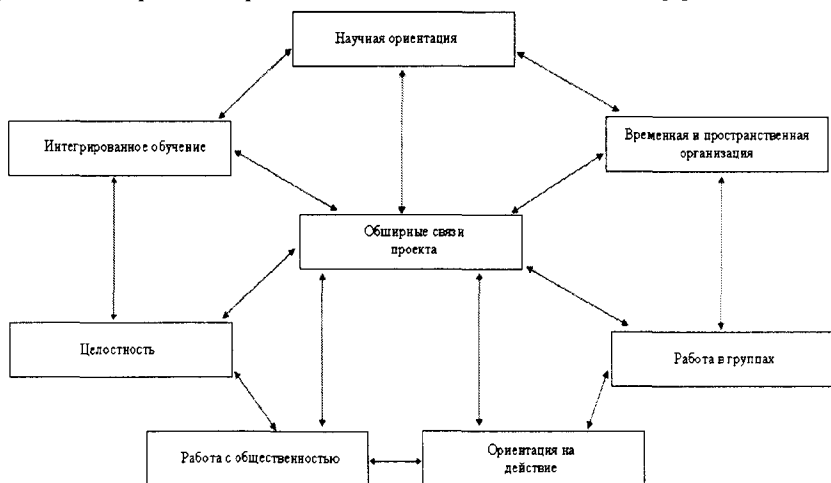 Научная ориентация
Интегрированное обучение
Временная и пространственная
организация
Обширные связи
проекта
Целостность
Работа в группах
Работа с общественностью
Ориентация на
действие